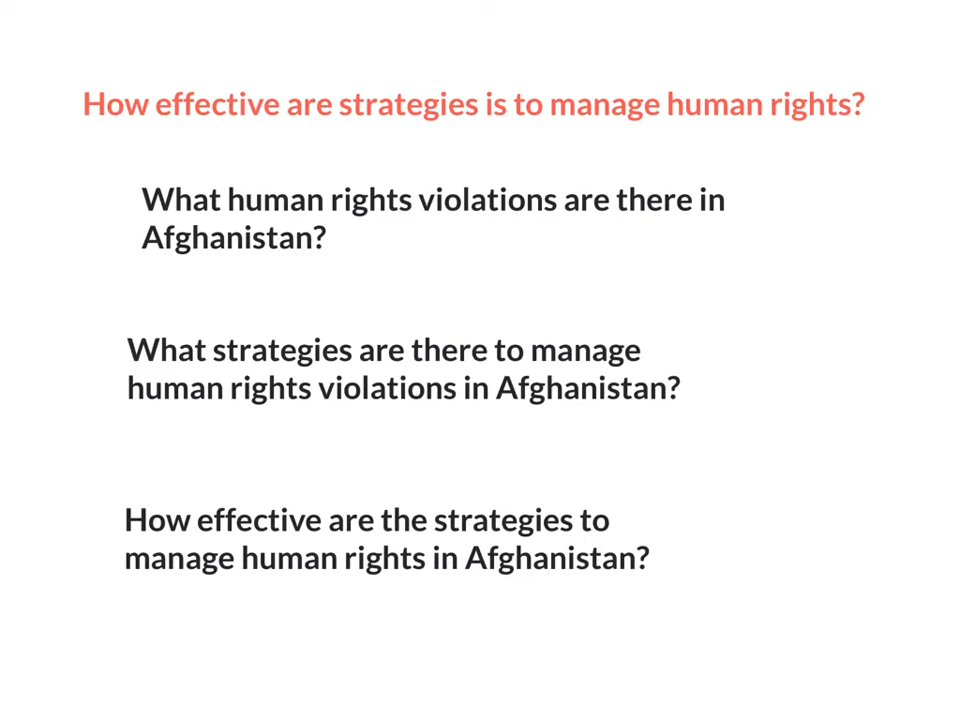 How effective are strategies is to manage human rights?
What human rights violations are there in
Afghanistan?
What strategies are there to manage
human rights violations in Afghanistan?
How effective are the strategies to
manage human rights in Afghanistan?